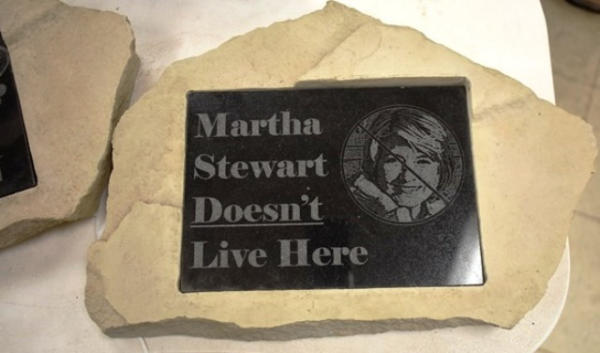 Martha
Stewart
Doesn't
Live Here